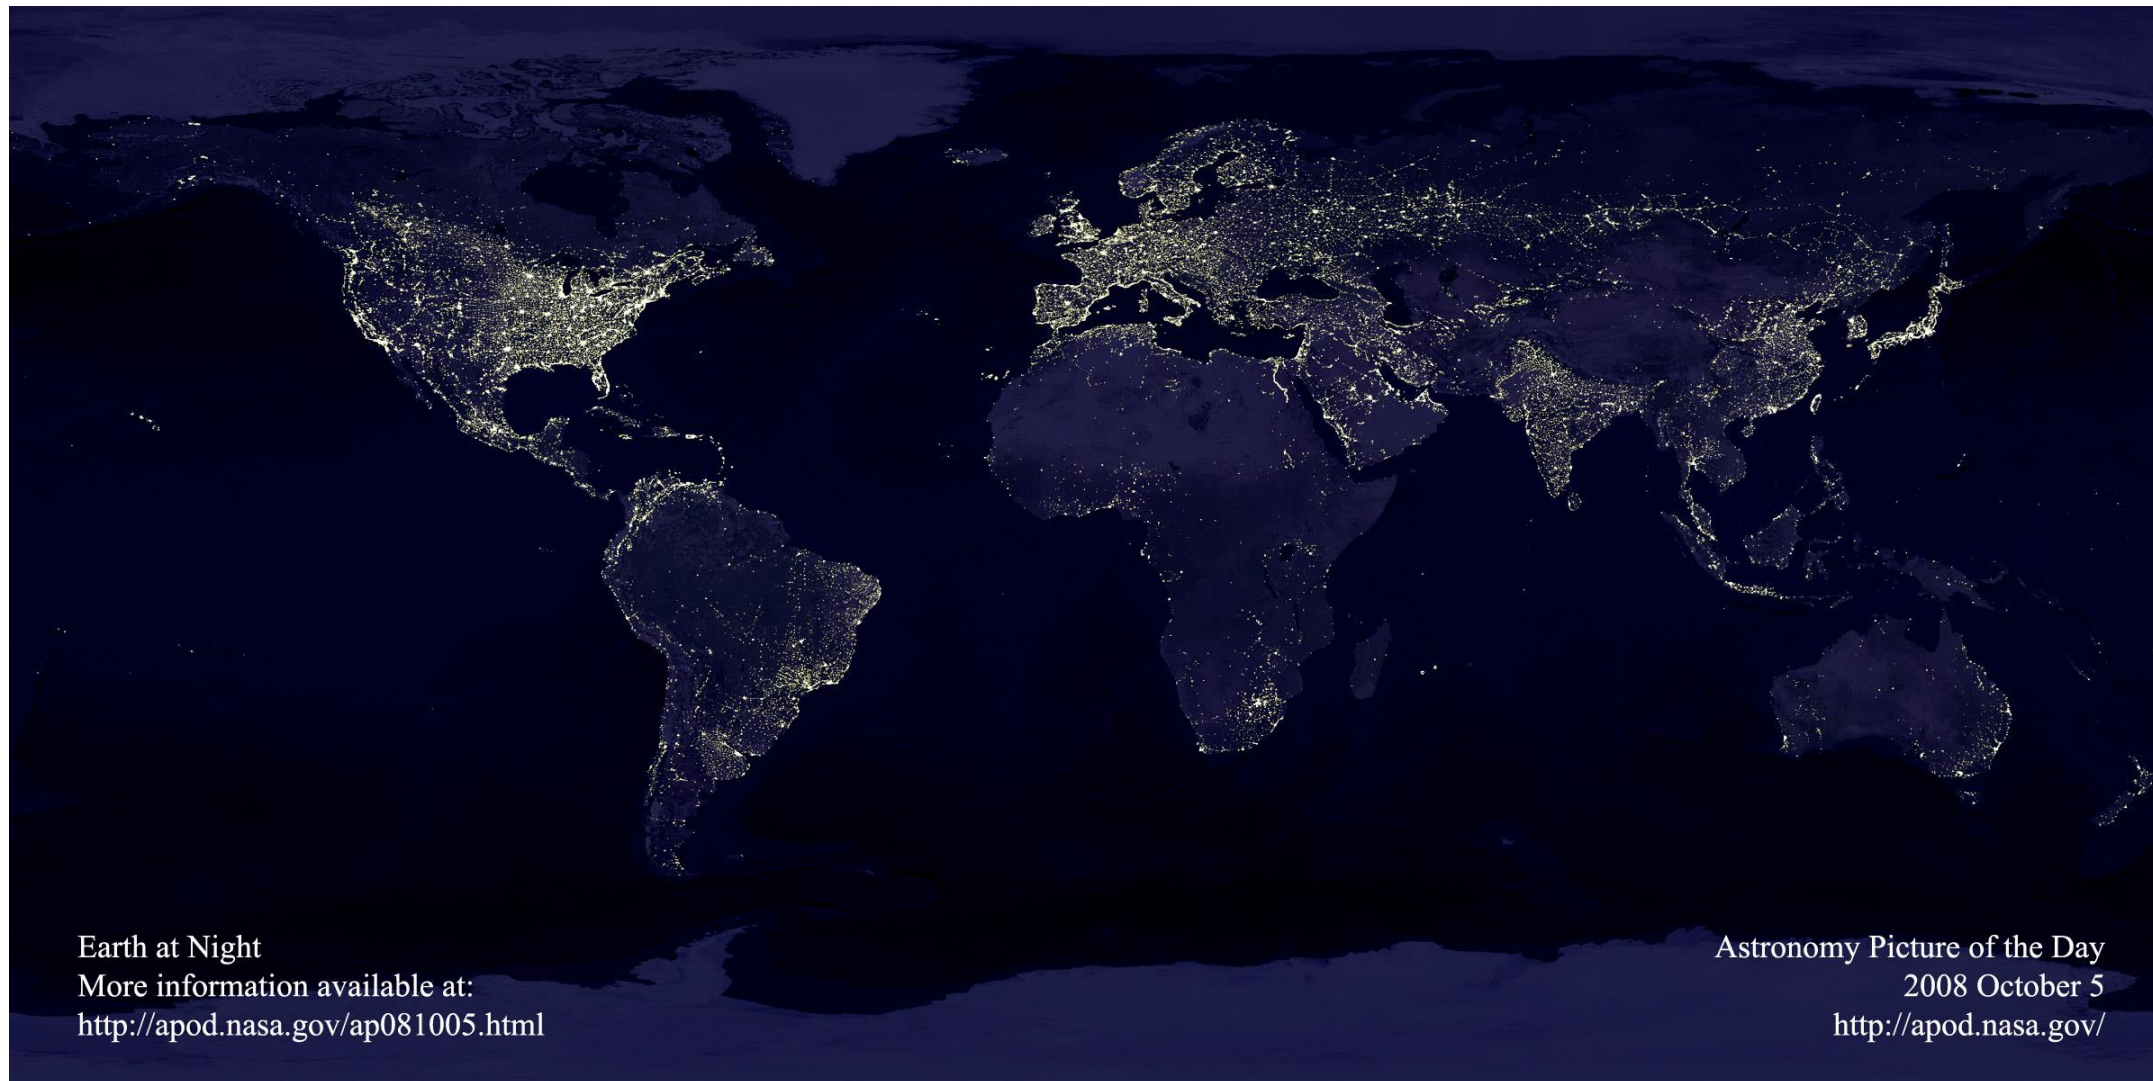 Earth at Night
More information available at:
http://apod.nasa.gov/ap081005.html
Astronomy Picture of the Day
2008 October 5
http://apod.nasa.gov/